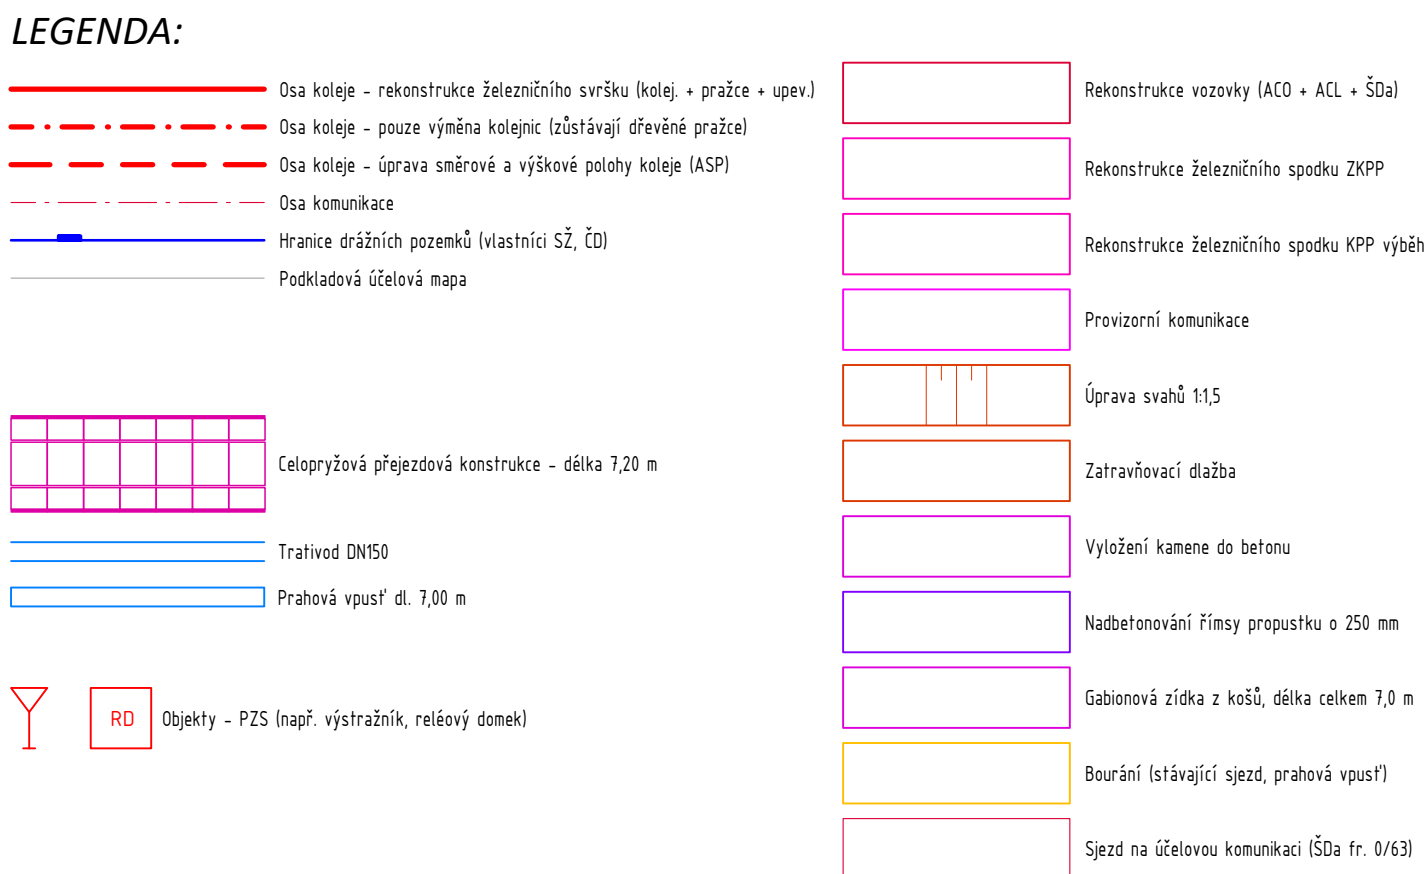 LEGENDA:
Osa koleje - rekonstrukce železničního svršku (kolej. + pražce + upev.)
Osa koleje - pouze výměna kolejnic (zůstávají dřevěné pražce)
Osa koleje - úprava směrové a výškové polohy koleje (ASP)
Osa komunikace
Hranice drážních pozemků (vlastníci SŽ, ČD)
Podkladová účelová mapa
Celopryžová přejezdová konstrukce - délka 7,20 m
Trativod DN150
Prahová vpusť dl. 7,00 m
RD
Objekty - PZS (např. výstražník, reléový domek)
Rekonstrukce vozovky (ACO + ACL + ŠDa)
Rekonstrukce železničního spodku ZKPP
Rekonstrukce železničního spodku KPP výběh
Provizorní komunikace
Úprava svahů 1:1,5
Zatravňovací dlažba
Vyložení kamene do betonu
Nadbetonování římsy propustku o 250 mm
Gabionová zídka z košů, délka celkem 7,0 m
Bourání (stávající sjezd, prahová vpusť)
Sjezd na účelovou komunikaci (ŠDa fr. 0/63)